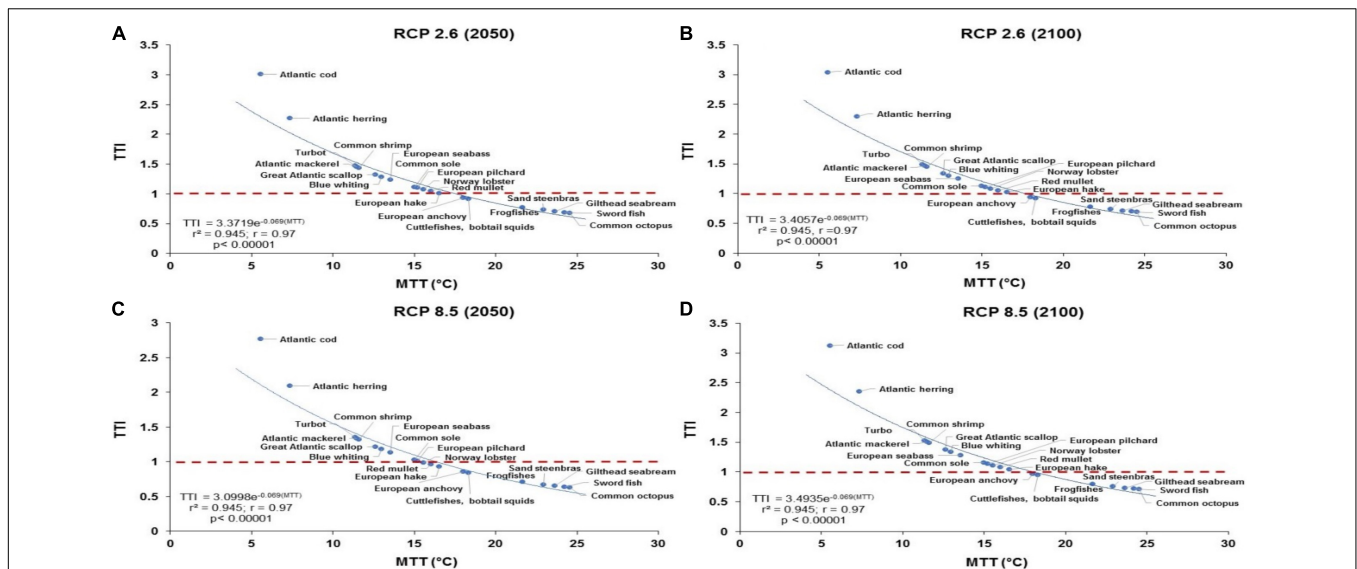 A
RCP 2.6 (2050)
3.5
3
2.5
2
1.5
1
0.5
0
TTI
Atlantic cod
Atlantic herring
Common shrimp
Turbot
European seabass
Atlantic mackerel
Common sole
Great Atlantic scallop
European pilchard
Blue whiting
Norway lobster
Red mullet
European hake
Sand steenbras
European anchovy
Gilthead seabream
Frogfishes
Sword fish
Cuttlefishes, bobtail squids
Common octopus
TTI = 3.3719e-0.069(MTT)
r² = 0.945; r = 0.97
p< 0.00001
0 5 10 15 20 25 30
MTT (°C)
B
RCP 2.6 (2100)
3.5
3
2.5
2
1.5
1
0.5
0
TTI
Atlantic cod
Atlantic herring
Common shrimp
Turbo
Great Atlantic scallop
Atlantic mackerel
Blue whiting
European pilchard
European seabass
Norway lobster
Common sole
Red mullet
European hake
European anchovy
Sand steenbras
Gilthead seabream
Frogfishes
Sword fish
Cuttlefishes, bobtail squids
Common octopus
TTI = 3.4057e-0.069(MTT)
r² = 0.945, r =0.97
p< 0.00001
0 5 10 15 20 25 30
MTT (°C)
C
RCP 8.5 (2050)
3
2.5
2
1.5
1
0.5
0
TTI
Atlantic cod
Atlantic herring
Common shrimp
Turbot
European seabass
Atlantic mackerel
Common sole
Great Atlantic scallop
European pilchard
Blue whiting
Norway lobster
Red mullet
European hake
Sand steenbras
Gilthead seabream
European anchovy
Frogfishes
Sword fish
Cuttlefishes, bobtail squids
Common octopus
TTI = 3.0998e-0.069(MTT)
r² = 0.945; r = 0.97
p< 0.00001
0 5 10 15 20 25 30
MTT (°C)
D
RCP 8.5 (2100)
3.5
3
2.5
2
1.5
1
0.5
0
TTI
Atlantic cod
Atlantic herring
Common shrimp
Turbo
Great Atlantic scallop
Atlantic mackerel
Blue whiting
European pilchard
European seabass
Norway lobster
Common sole
Red mullet
European hake
European anchovy
Sand steenbras
Gilthead seabream
Frogfishes
Sword fish
Cuttlefishes, bobtail squids
Common octopus
TTI = 3.4935e-0.069(MTT)
r² = 0.945; r = 0.97
p< 0.00001
0 5 10 15 20 25 30
MTT (°C)